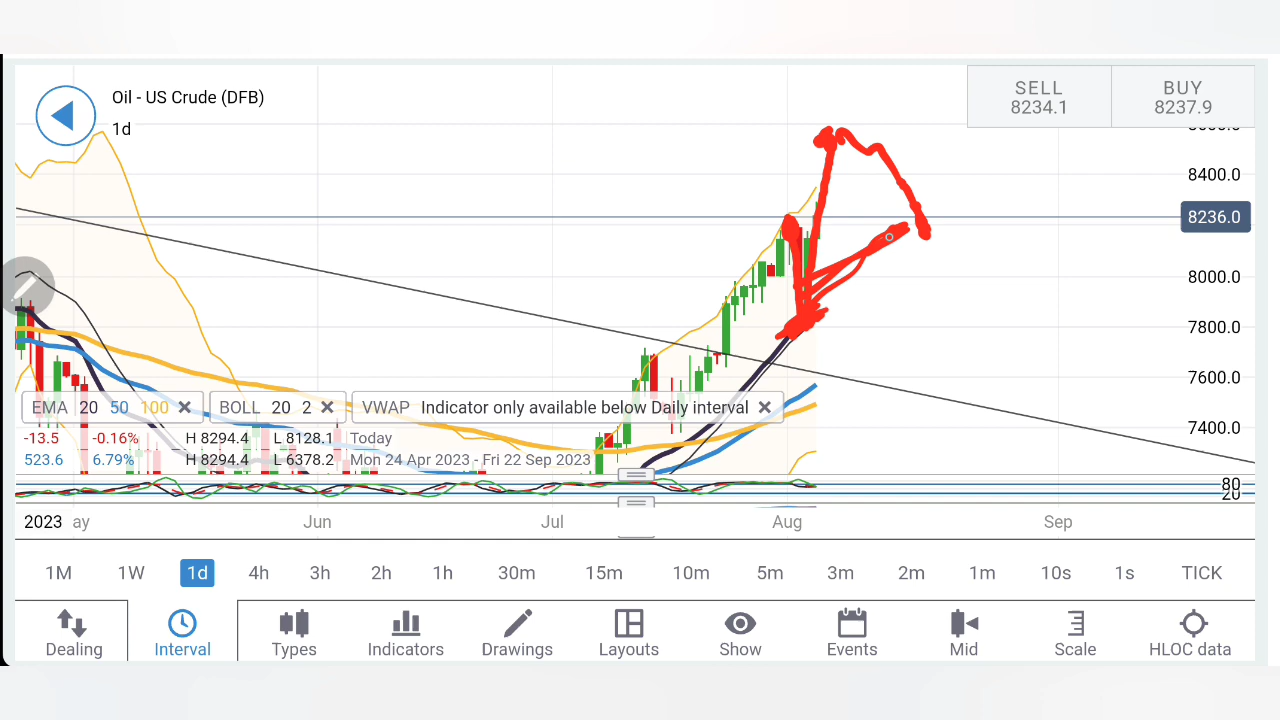 Oil - US Crude (DFB)
1d
SELL
8234.1
BUY
8237.9
8400.0
8236.0
8000.0
7800.0
7600.0
7400.0
EMA 20 50 100
BOLL 20 2
VWAP Indicator only available below Daily interval
-13.5 -0.16% H 8294.4 L 8128.1 Today
523.6 6.79% H 8294.4 L 6378.2 Mon 24 Apr 2023 - Fri 22 Sep 2023
80
20
2023 ay Jun Jul Aug Sep
1M 1W 1d 4h 3h 2h 1h 30m 15m 10m 5m 3m 2m 1m 10s 1s TICK
Dealing Interval Types Indicators Drawings Layouts Show Events Mid Scale HLOC data